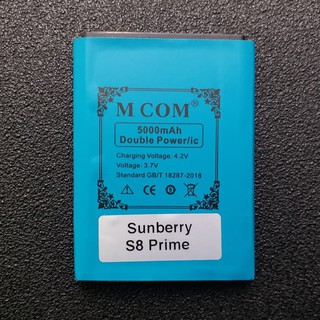 M COM®
5000mAh
Double Power/ic
Charging Voltage: 4.2V
Voltage: 3.7V
Standard GB/T 18287-2018
Sunberry
S8 Prime